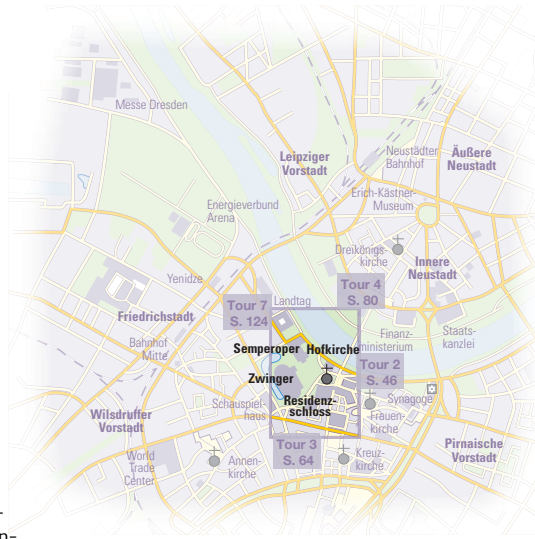 Messe Dresden
Leipziger
Vorstadt
Neustädter
Bahnhof
Äußere
Neustadt
Erich-Kästner-
Museum
Energieverbund
Arena
Dreikönigs-
kirche
Innere
Neustadt
Yenidze
Tour 4
S. 80
Tour 7
S. 124
Landtag
Friedrichstadt
Finanz-
ministerium
Staats-
kanzlei
Bahnhof
Mitte
Semperoper
Hofkirche
Tour 2
S. 46
Zwinger
Residenz-
schloss
Synagoge
Schauspiel-
haus
Frauen-
kirche
Wilsdruffer
Vorstadt
Tour 3
S. 64
Pirnaische
Vorstadt
World
Trade
Center
Annen-
kirche
Kreuz-
kirche